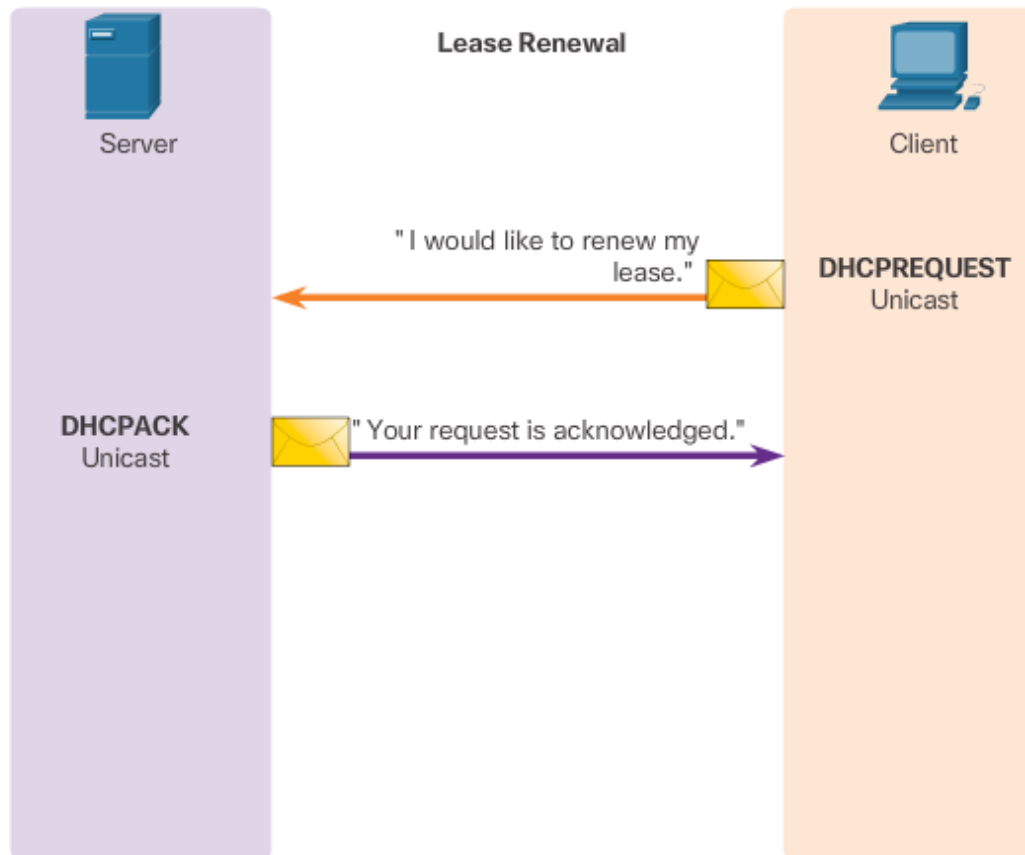 Lease Renewal
Server
Client
" I would like to renew my
lease."
DHCPREQUEST
Unicast
DHCPACK
Unicast
" Your request is acknowledged."